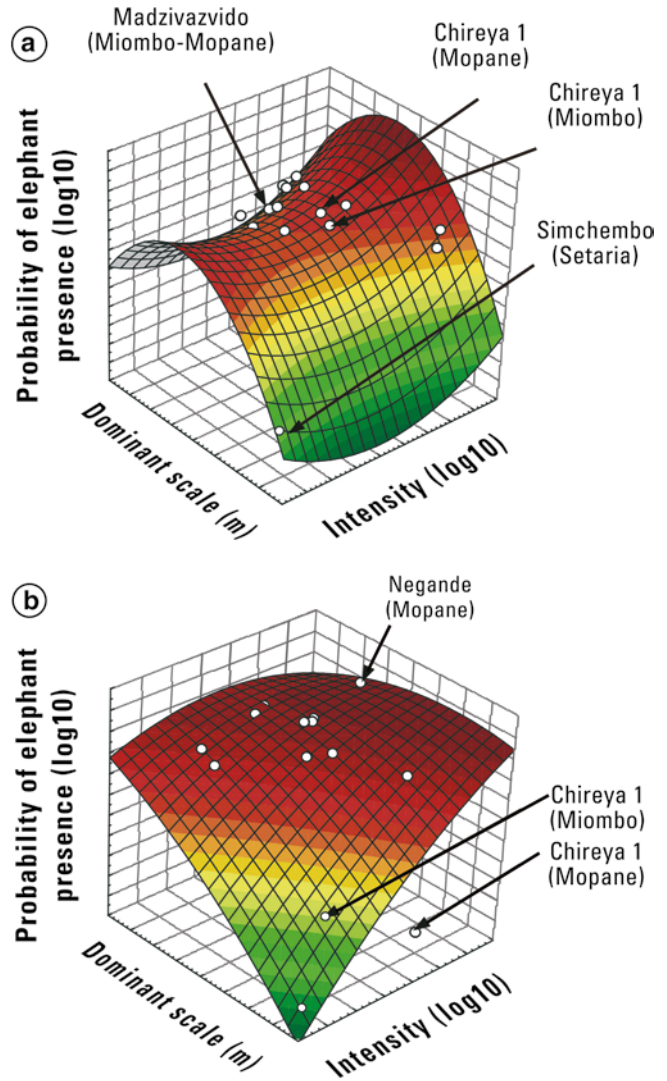 a
Madzivazvido
(Miombo-Mopane)
Chireya 1
(Mopane)
Chireya 1
(Miombo)
Simchembo
(Setaria)
Probability of elephant
presence (log10)
Dominant scale (m)
Intensity (log10)
b
Negande
(Mopane)
Chireya 1
(Miombo)
Chireya 1
(Mopane)
Probability of elephant
presence (log10)
Dominant scale (m)
Intensity (log10)